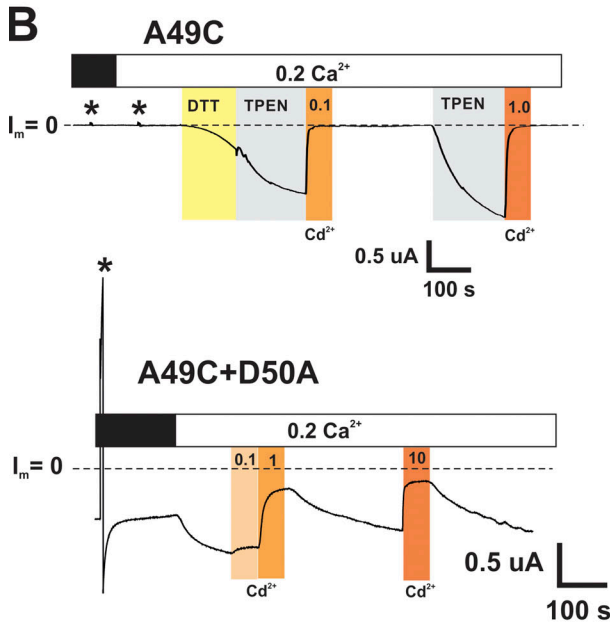 B
A49C
0.2 Ca²⁺
* *
DTT TPEN 0.1 TPEN 1.0
Iₘ= 0
Cd²⁺ Cd²⁺
0.5 uA
100 s
*
A49C+D50A
0.2 Ca²⁺
Iₘ= 0
0.1 1 10
Cd²⁺ Cd²⁺
0.5 uA
100 s